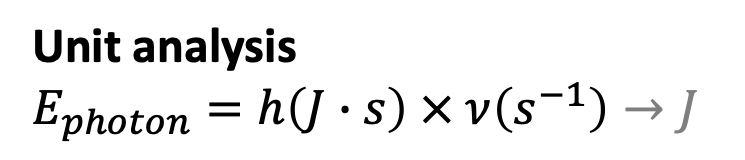 Unit analysis
E_photon = h(J · s) × ν(s⁻¹) → J